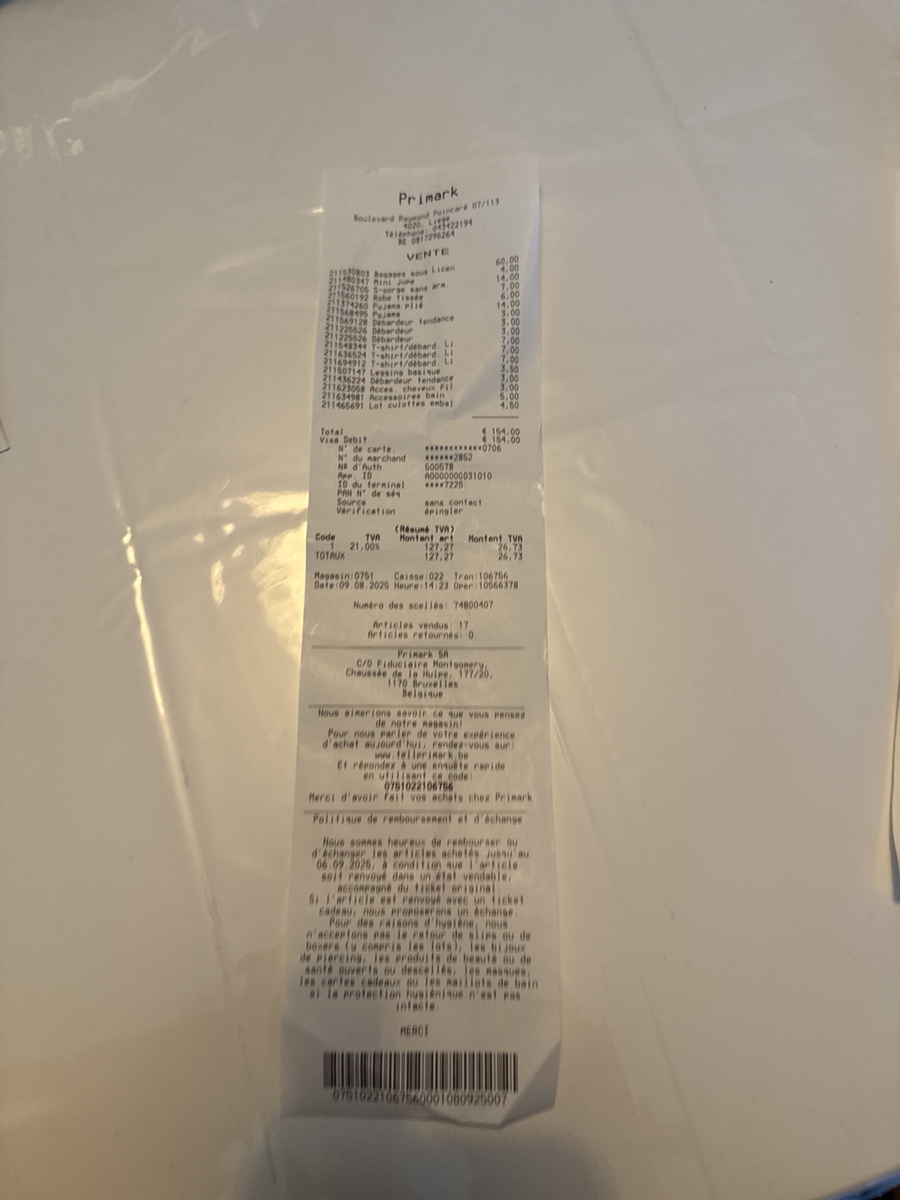 Primark
Boulevard Raymond Poincaré 07/113
4020, Liege
Téléphone: 043422194
BE 0817296264
VENTE
211530803 Bagages sous Licen 60,00
211480347 Mini Jupe 4,00
211526705 S-gorge sans arm. 14,00
211560192 Robe tissée 7,00
211374260 Pyjama plié 6,00
211568495 Pyjama 14,00
211569128 Débardeur tendance 3,00
211225526 Débardeur 3,00
211225526 Débardeur 3,00
211548344 T-shirt/débard. Li 7,00
211636524 T-shirt/débard. Li 7,00
211694912 T-shirt/débard. Li 7,00
211507147 Legging basique 3,50
211436224 Débardeur tendance 3,00
211623058 Acces. cheveux Fil 3,00
211634981 Accessoires bain 5,00
211465691 Lot culottes embal 4,50
Total € 154,00
Visa Debit € 154,00
N° de carte. ************0706
N° du marchand ******2852
Nº d'Auth 500578
App. ID A0000000031010
ID du terminal ****7225
PAN N° de séq
Source sans contact
Vérification épingler
(Résumé TVA)
Code TVA Montant art Montant TVA
1 21,00% 127,27 26,73
TOTAUX 127,27 26,73
Magasin:0751 Caisse:022 Tran:106756
Date:09.08.2025 Heure:14:23 Oper:10566378
Numéro des scellés: 74800407
Articles vendus: 17
Articles retournés: 0
Primark SA
C/O Fiduciaire Montgomery,
Chaussée de la Hulpe, 177/20,
1170 Bruxelles
Belgique
Nous aimerions savoir ce que vous pensez
de notre magasin!
Pour nous parler de votre expérience
d'achat aujourd'hui, rendez-vous sur:
www.tellprimark.be
Et répondez à une enquête rapide
en utilisant ce code:
0751022106756
Merci d'avoir fait vos achats chez Primark
Politique de remboursement et d'échange
Nous sommes heureux de rembourser ou
d'échanger les articles achetés jusqu'au
06.09.2025, à condition que l'article
soit renvoyé dans un état vendable,
accompagné du ticket original.
Si l'article est renvoyé avec un ticket
cadeau, nous proposerons un échange.
Pour des raisons d'hygiène, nous
n'acceptons pas le retour de slips ou de
boxers (y compris les lots), les bijoux
de piercing, les produits de beauté ou de
santé ouverts ou descellés, les masques,
les cartes cadeaux ou les maillots de bain
si la protection hygiénique n'est pas
intacte.
MERCI
07510221067560001080925007